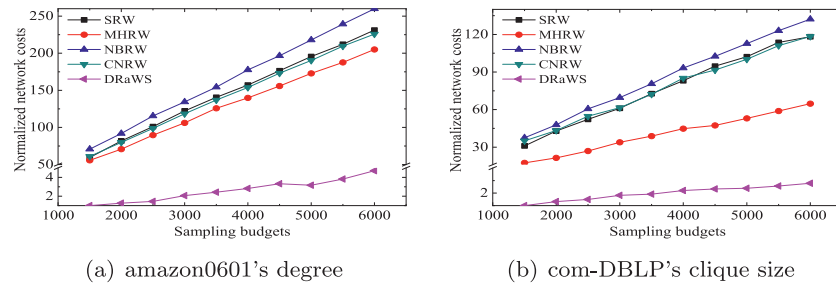 Normalized network costs
250
200
150
100
50
4
2
SRW
MHRW
NBRW
CNRW
DRaWS
1000 2000 3000 4000 5000 6000
Sampling budgets
(a) amazon0601's degree
Normalized network costs
120
90
60
30
2
SRW
MHRW
NBRW
CNRW
DRaWS
1000 2000 3000 4000 5000 6000
Sampling budgets
(b) com-DBLP's clique size